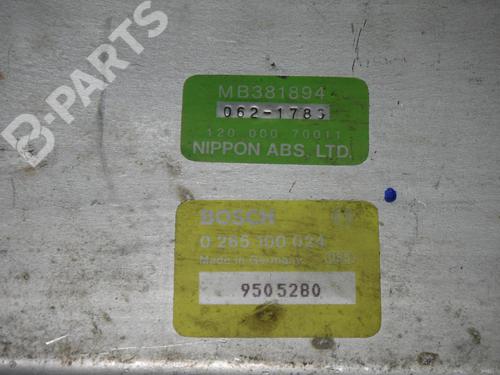 B-PARTS
MB381894
062-1783
120 000 70011
NIPPON ABS, LTD.
BOSCH
0 265 100 024
Made in Germany
9505280